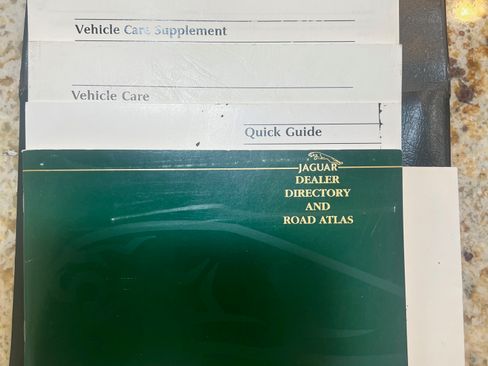 Vehicle Care Supplement
Vehicle Care
Quick Guide
JAGUAR
DEALER
DIRECTORY
AND
ROAD ATLAS